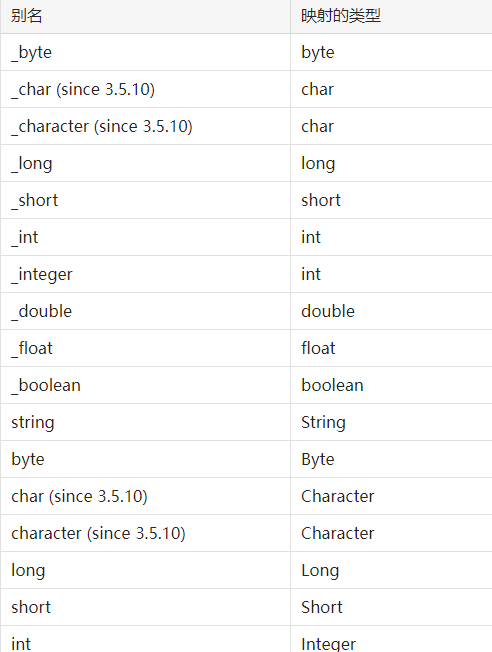 别名 映射的类型
_byte byte
_char (since 3.5.10) char
_character (since 3.5.10) char
_long long
_short short
_int int
_integer int
_double double
_float float
_boolean boolean
string String
byte Byte
char (since 3.5.10) Character
character (since 3.5.10) Character
long Long
short Short
int Integer